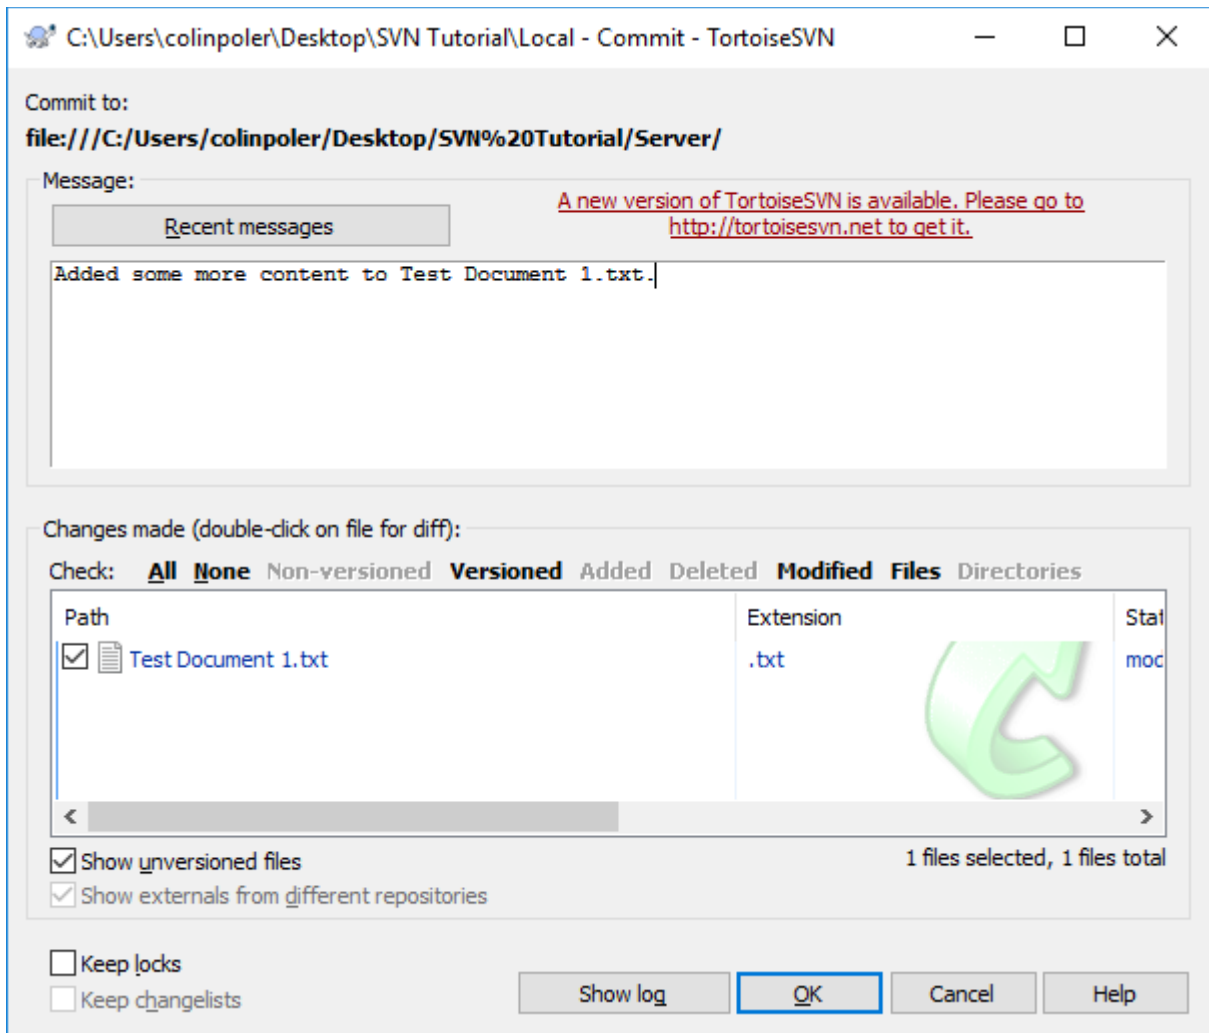 C:\Users\colinpoler\Desktop\SVN Tutorial\Local - Commit - TortoiseSVN
Commit to:
file:///C:/Users/colinpoler/Desktop/SVN%20Tutorial/Server/
Message:
Recent messages
A new version of TortoiseSVN is available. Please go to
http://tortoisesvn.net to get it.
Added some more content to Test Document 1.txt.
Changes made (double-click on file for diff):
Check: All None Non-versioned Versioned Added Deleted Modified Files Directories
Path Extension Stat
Test Document 1.txt .txt mod
Show unversioned files 1 files selected, 1 files total
Show externals from different repositories
Keep locks
Keep changelists
Show log OK Cancel Help